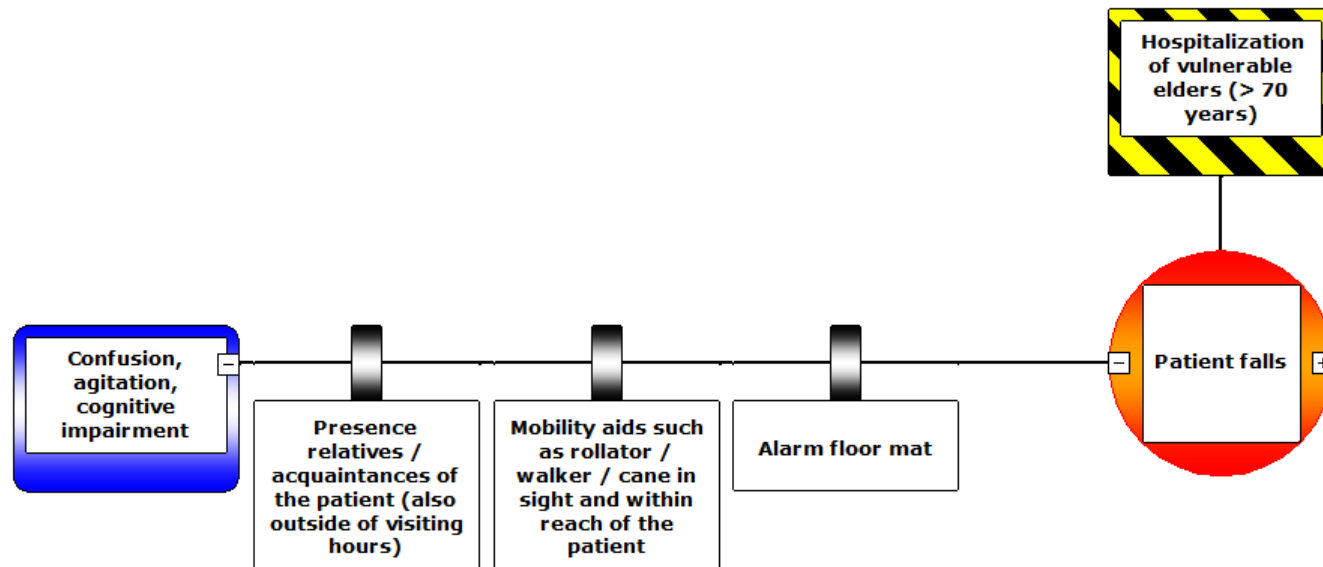 Hospitalization
of vulnerable
elders (> 70
years)
Confusion,
agitation,
cognitive
impairment
−
Presence
relatives /
acquaintances of
the patient (also
outside of visiting
hours)
Mobility aids such
as rollator /
walker / cane in
sight and within
reach of the
patient
Alarm floor mat
−
Patient falls
+